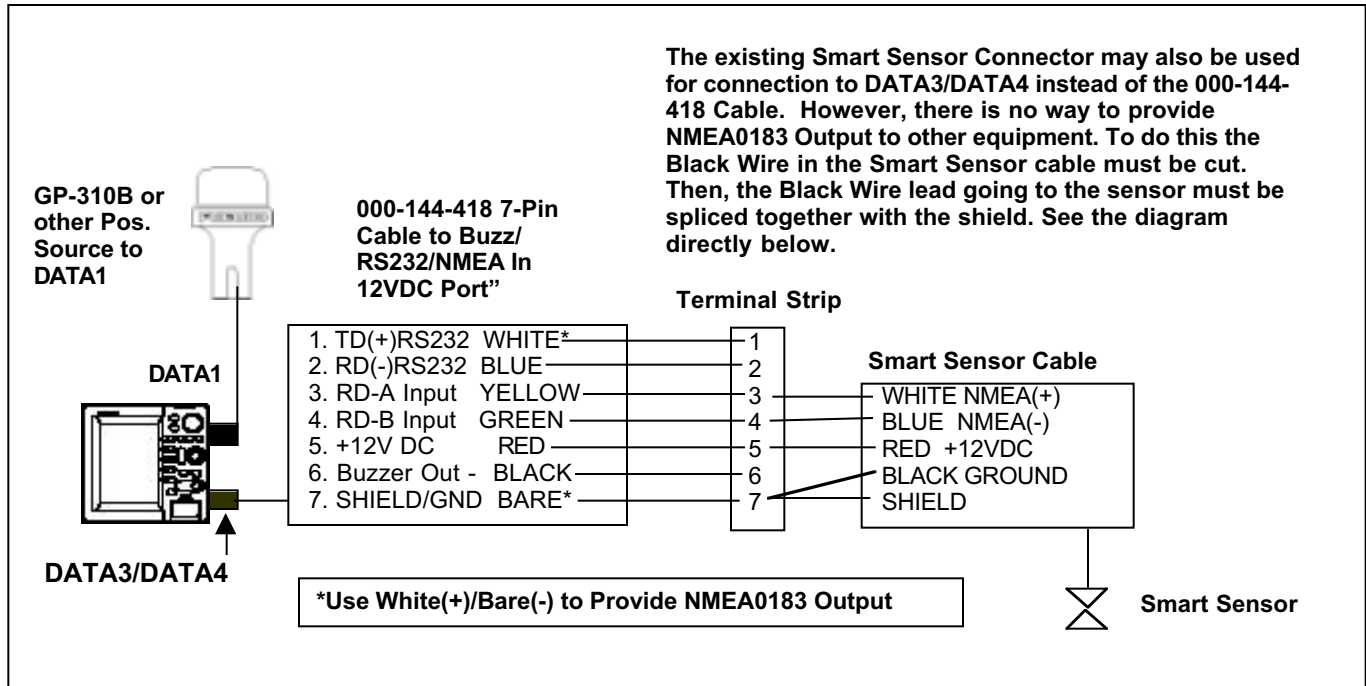 The existing Smart Sensor Connector may also be used
for connection to DATA3/DATA4 instead of the 000-144-
418 Cable. However, there is no way to provide
NMEA0183 Output to other equipment. To do this the
Black Wire in the Smart Sensor cable must be cut.
Then, the Black Wire lead going to the sensor must be
spliced together with the shield. See the diagram
directly below.
GP-310B or
other Pos.
Source to
DATA1
000-144-418 7-Pin
Cable to Buzz/
RS232/NMEA In
12VDC Port”
Terminal Strip
DATA1
1. TD(+)RS232 WHITE*
2. RD(-)RS232 BLUE
3. RD-A Input YELLOW
4. RD-B Input GREEN
5. +12V DC RED
6. Buzzer Out - BLACK
7. SHIELD/GND BARE*
1
2
3
4
5
6
7
Smart Sensor Cable
WHITE NMEA(+)
BLUE NMEA(-)
RED +12VDC
BLACK GROUND
SHIELD
DATA3/DATA4
*Use White(+)/Bare(-) to Provide NMEA0183 Output
Smart Sensor